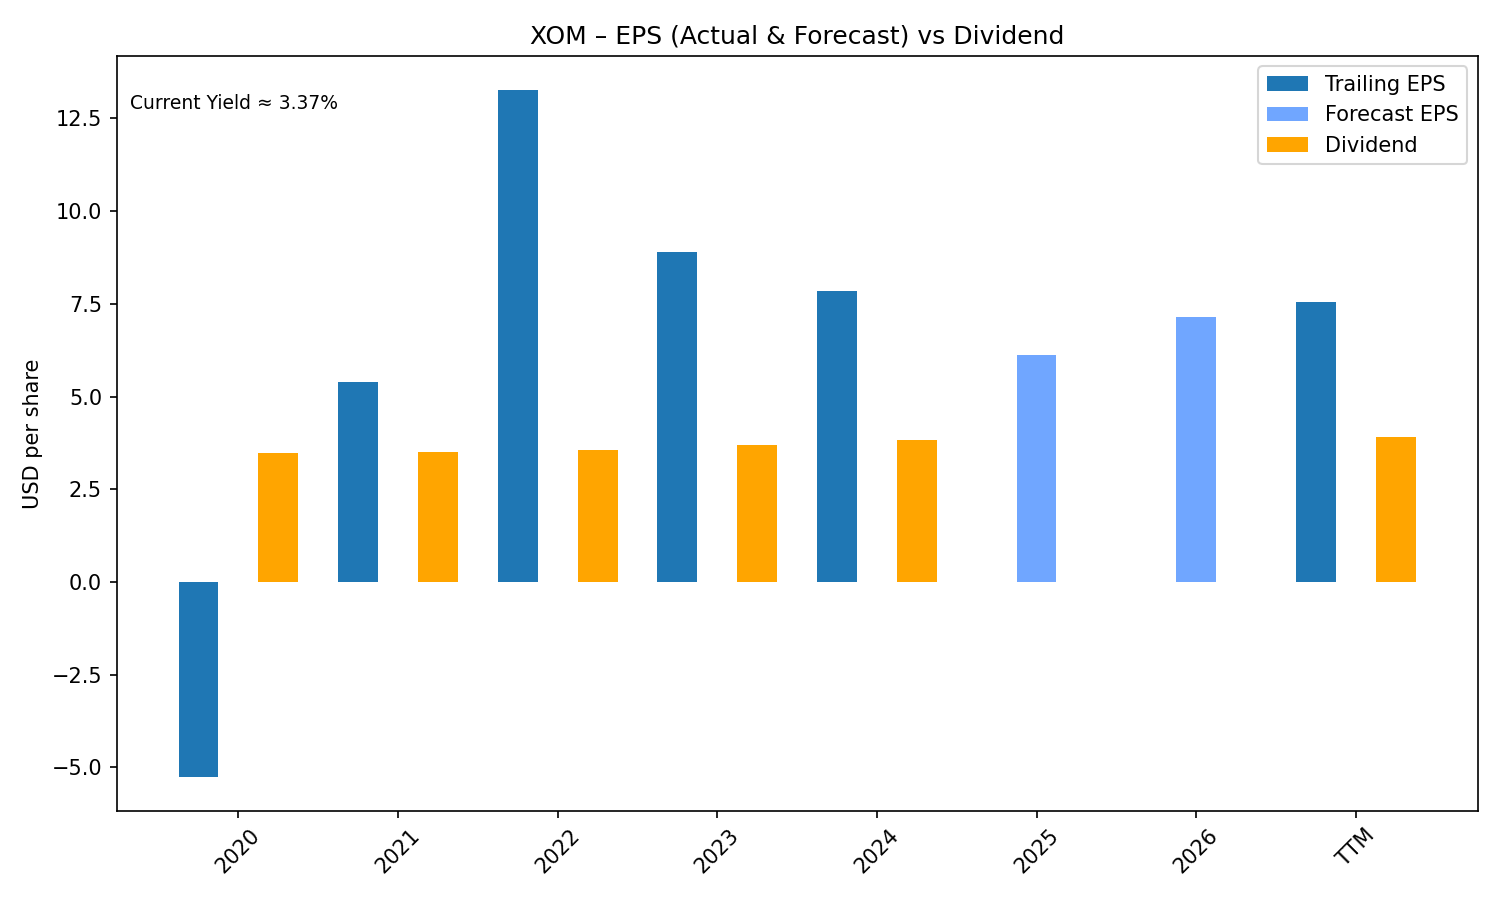 XOM – EPS (Actual & Forecast) vs Dividend
Current Yield ≈ 3.37%
Trailing EPS
Forecast EPS
Dividend
USD per share
12.5
10.0
7.5
5.0
2.5
0.0
−2.5
−5.0
2020
2021
2022
2023
2024
2025
2026
TTM